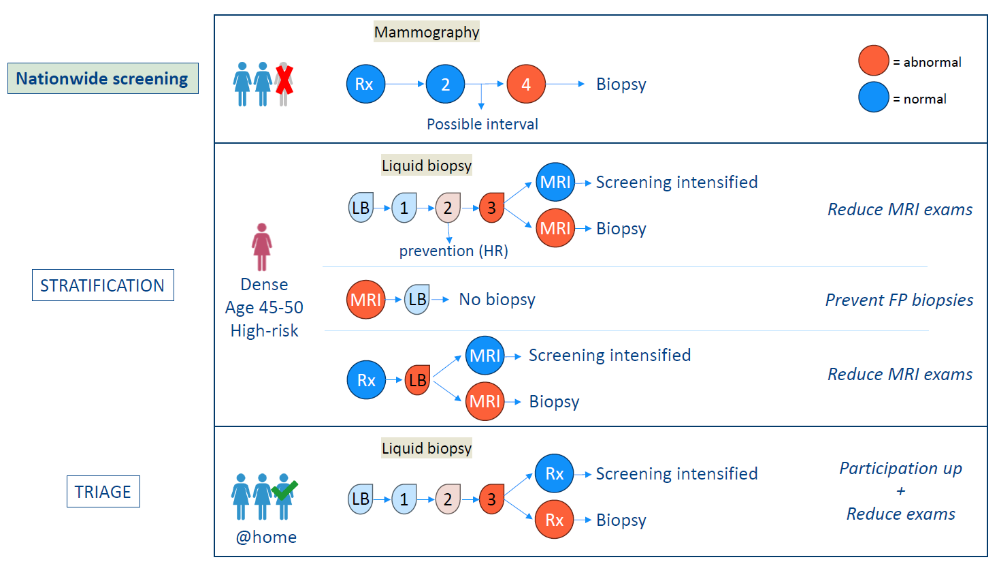 Nationwide screening
Mammography
Rx
2
4
Biopsy
Possible interval
= abnormal
= normal
STRATIFICATION
Dense
Age 45-50
High-risk
Liquid biopsy
LB
1
2
3
MRI
Screening intensified
MRI
Biopsy
prevention (HR)
Reduce MRI exams
MRI
LB
No biopsy
Prevent FP biopsies
Rx
LB
MRI
Screening intensified
MRI
Biopsy
Reduce MRI exams
TRIAGE
@home
Liquid biopsy
LB
1
2
3
Rx
Screening intensified
Rx
Biopsy
Participation up
+
Reduce exams